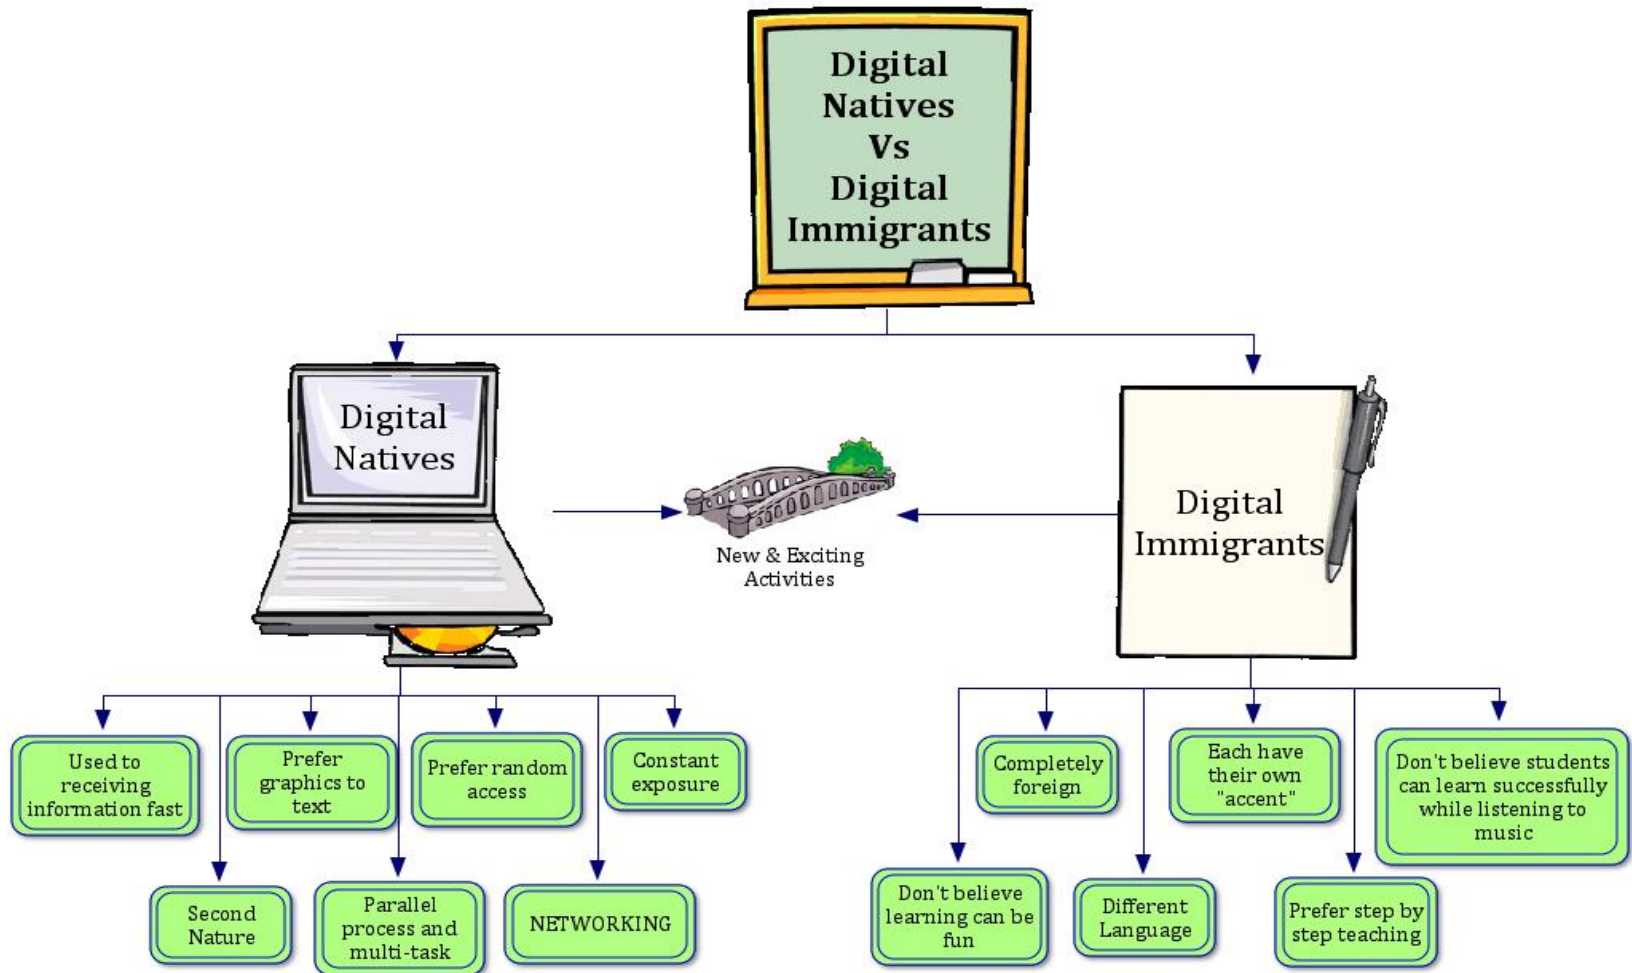 Digital
Natives
Vs
Digital
Immigrants
Digital
Natives
New & Exciting
Activities
Digital
Immigrants
Used to
receiving
information fast
Prefer
graphics to
text
Prefer random
access
Constant
exposure
Second
Nature
Parallel
process and
multi-task
NETWORKING
Completely
foreign
Each have
their own
"accent"
Don't believe students
can learn successfully
while listening to
music
Don't believe
learning can be
fun
Different
Language
Prefer step by
step teaching